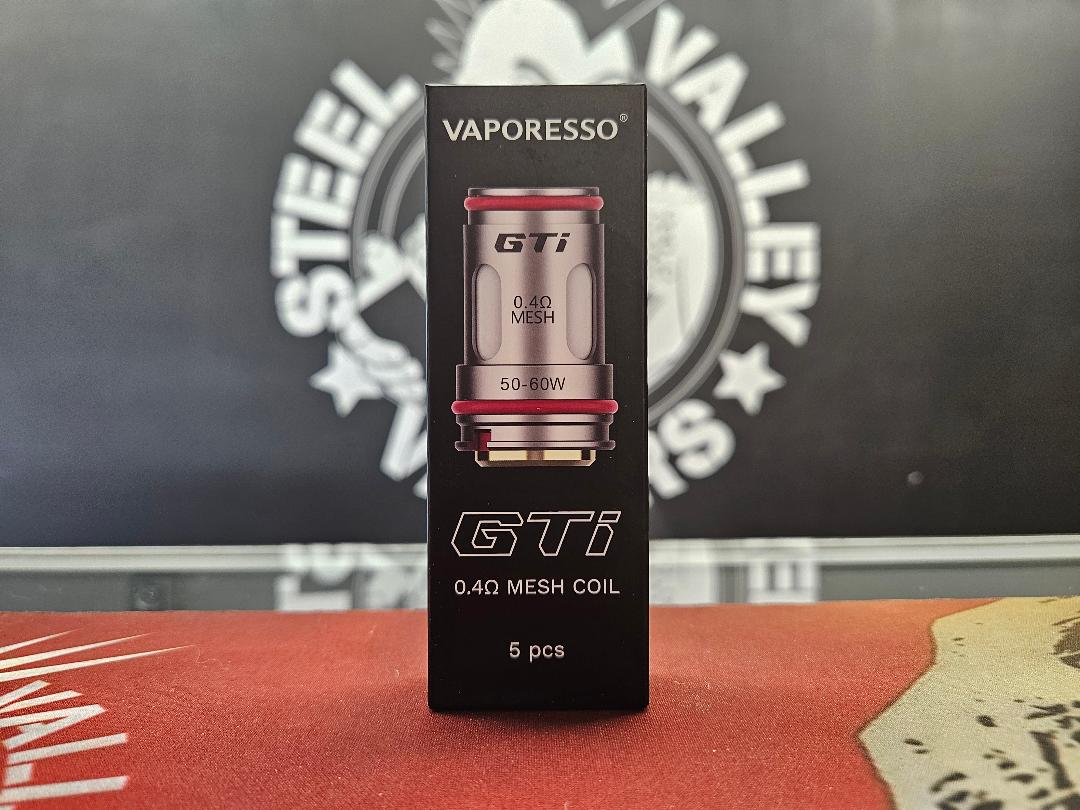 STEEL VALLEY
VAPORESSO®
GTi
0.4Ω
MESH
50-60W
GTi
0.4Ω MESH COIL
5 pcs